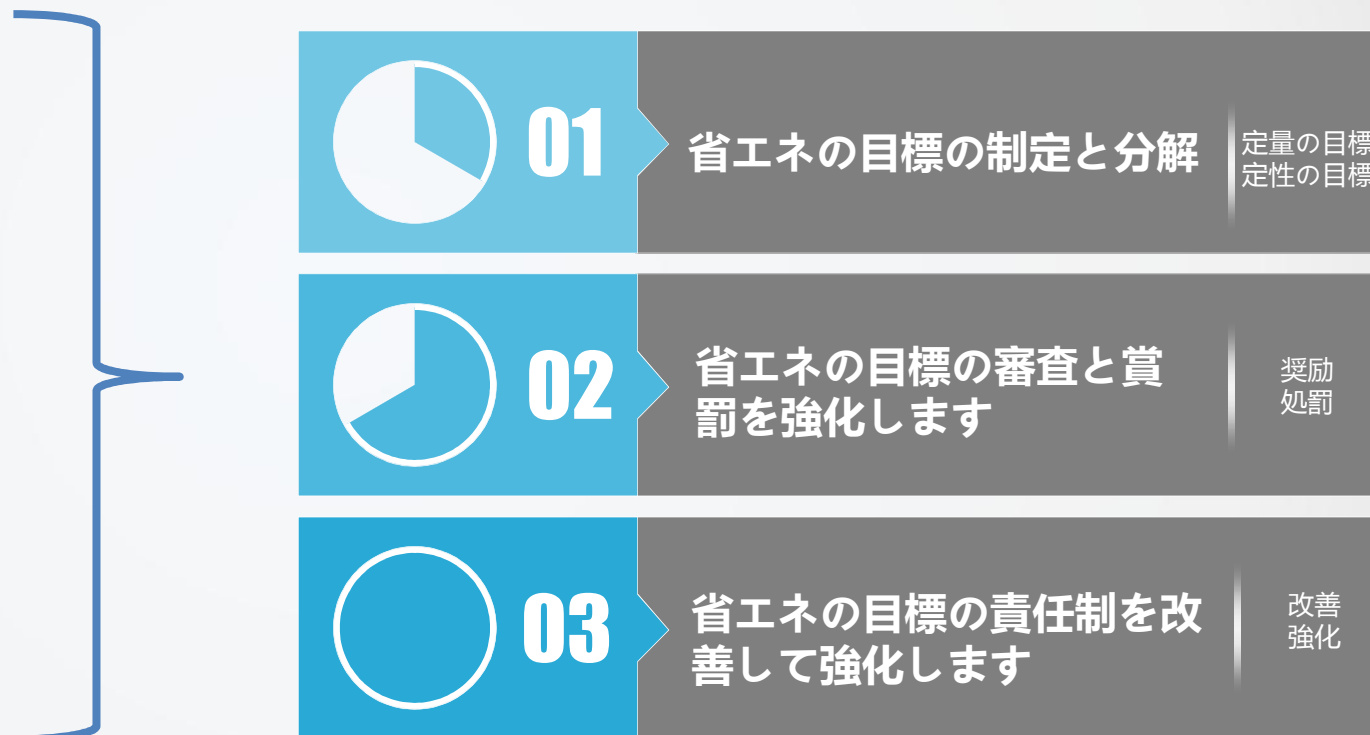 01
省エネの目標の制定と分解
定量の目標
定性の目標
02
省エネの目標の審査と賞
罰を強化します
奨励
処罰
03
省エネの目標の責任制を改
善して強化します
改善
強化